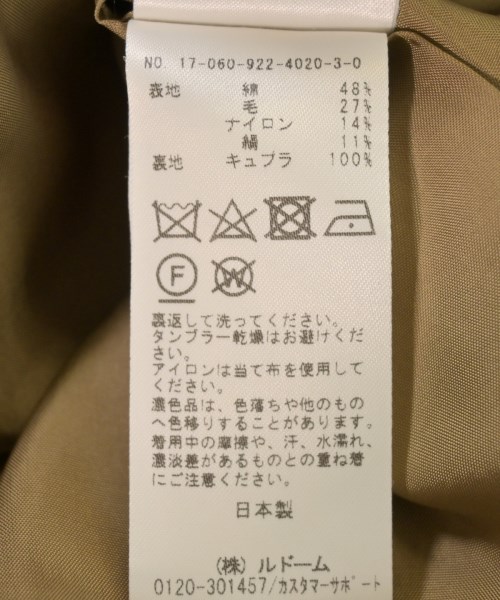 NO. 17-060-922-4020-3-0
表地 綿 48%
毛 27%
ナイロン 14%
絹 11%
裏地 キュプラ 100%
F
W
裏返して洗ってください。
タンブラー乾燥はお避けくだ
さい。
アイロンは当て布を使用して
ください。
濃色品は、色落ちや他のもの
へ色移りすることがあります。
着用中の摩擦や、汗、水濡れ、
濃淡差があるものとの重ね着
にご注意ください。
日本製
(株) ルドーム
0120-301457/カスタマーサポート